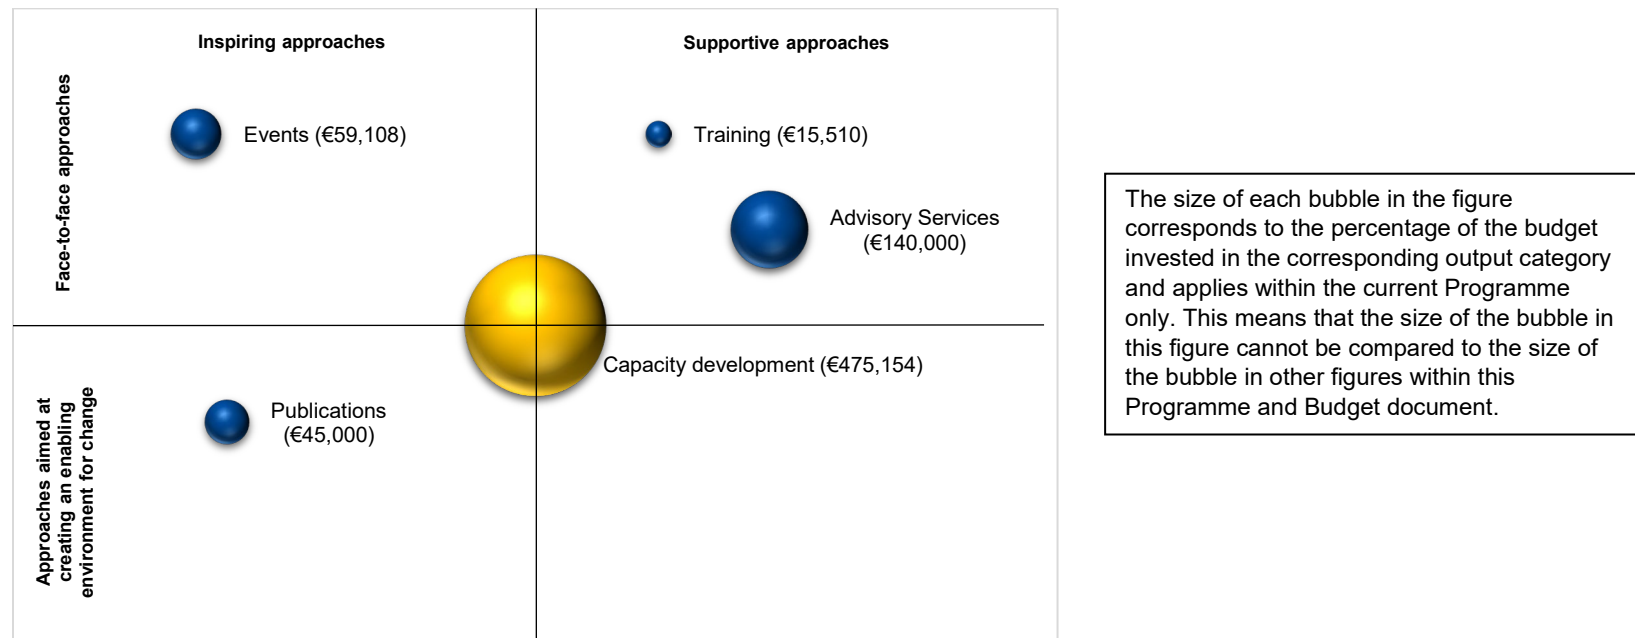 Inspiring approaches
Supportive approaches
Face-to-face approaches
Events (€59,108)
Training (€15,510)
Advisory Services
(€140,000)
Capacity development (€475,154)
Approaches aimed at
creating an enabling
environment for change
Publications
(€45,000)
The size of each bubble in the figure
corresponds to the percentage of the budget
invested in the corresponding output category
and applies within the current Programme
only. This means that the size of the bubble in
this figure cannot be compared to the size of
the bubble in other figures within this
Programme and Budget document.